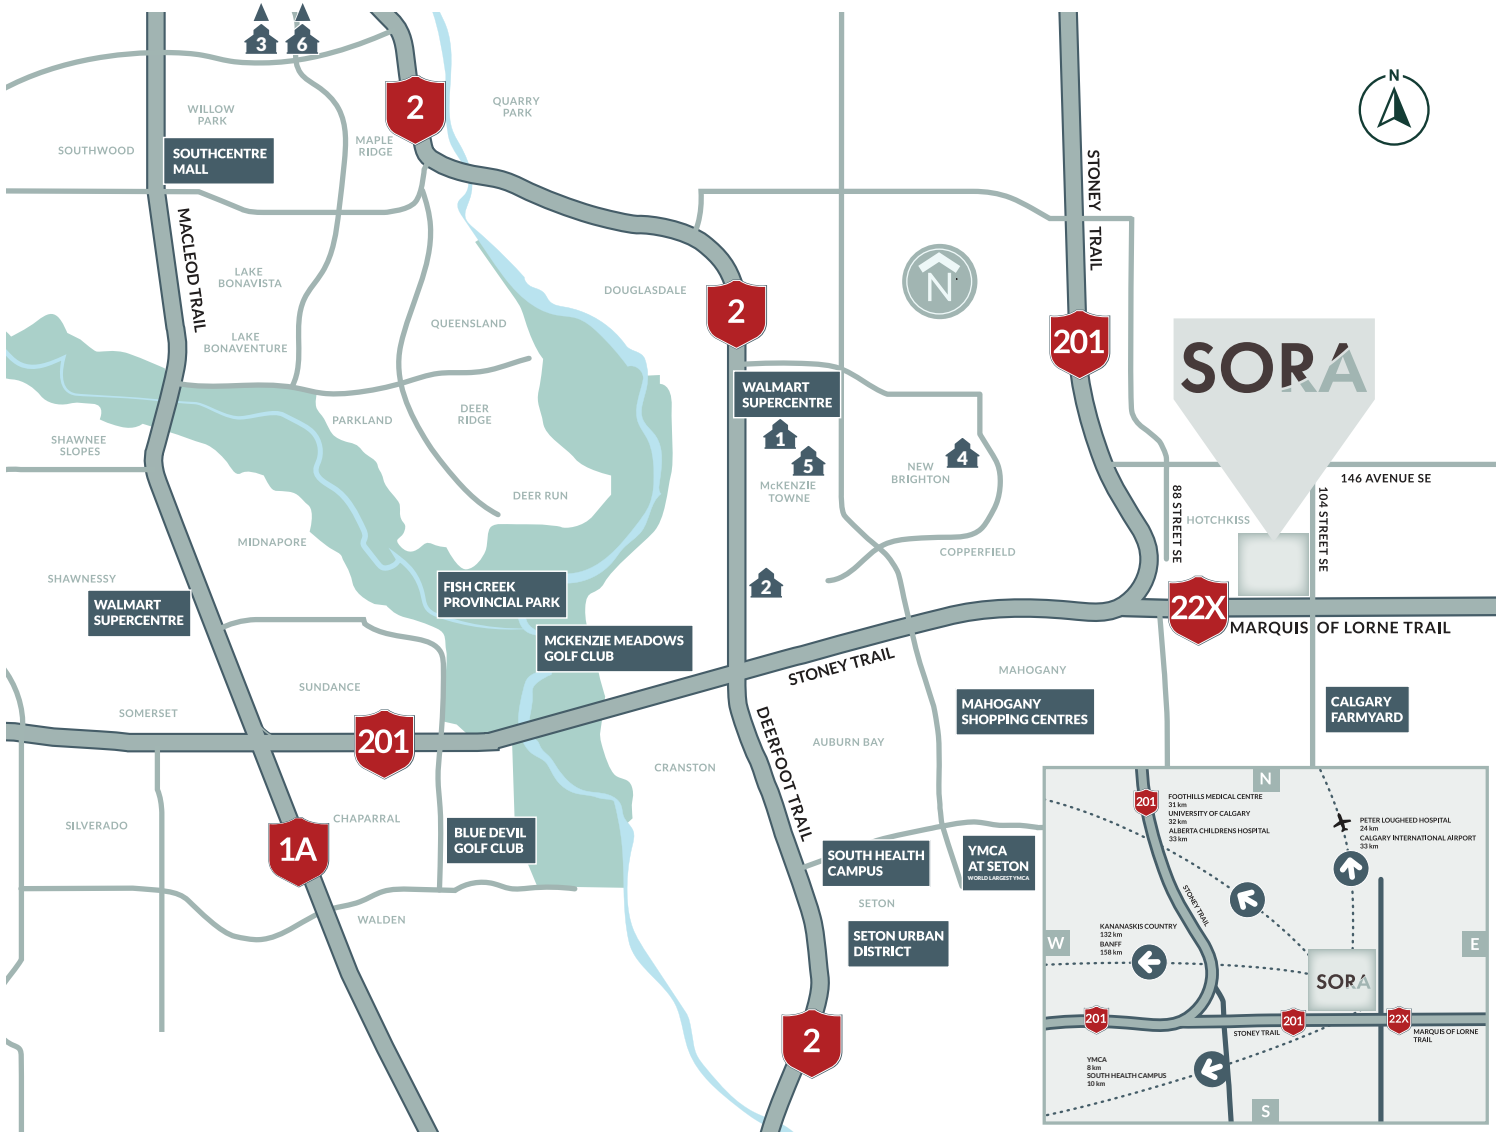 3
6
N
2
QUARRY
PARK
WILLOW
PARK
MAPLE
RIDGE
SOUTHWOOD
SOUTHCENTRE
MALL
STONEY TRAIL
MACLEOD TRAIL
LAKE
BONAVISTA
DOUGLASDALE
N
2
QUEENSLAND
LAKE
BONAVENTURE
201
SORA
WALMART
SUPERCENTRE
PARKLAND
DEER
RIDGE
1
SHAWNEE
SLOPES
5
4
NEW
BRIGHTON
146 AVENUE SE
McKENZIE
TOWNE
DEER RUN
88 STREET SE
HOTCHKISS
104 STREET SE
MIDNAPORE
COPPERFIELD
SHAWNESSY
FISH CREEK
PROVINCIAL PARK
2
WALMART
SUPERCENTRE
22X
MARQUIS OF LORNE TRAIL
MCKENZIE MEADOWS
GOLF CLUB
STONEY TRAIL
MAHOGANY
SUNDANCE
MAHOGANY
SHOPPING CENTRES
CALGARY
FARMYARD
SOMERSET
201
DEERFOOT TRAIL
AUBURN BAY
CRANSTON
SILVERADO
CHAPARRAL
1A
BLUE DEVIL
GOLF CLUB
SOUTH HEALTH
CAMPUS
YMCA
AT SETON
WORLD LARGEST YMCA
SETON
WALDEN
SETON URBAN
DISTRICT
2
N
201
FOOTHILLS MEDICAL CENTRE
31 km
UNIVERSITY OF CALGARY
32 km
ALBERTA CHILDRENS HOSPITAL
33 km
PETER LOUGHEED HOSPITAL
24 km
CALGARY INTERNATIONAL AIRPORT
33 km
STONEY TRAIL
KANANASKIS COUNTRY
132 km
BANFF
158 km
W
E
SORA
201
201
22X
STONEY TRAIL
MARQUIS OF LORNE
TRAIL
YMCA
8 km
SOUTH HEALTH CAMPUS
10 km
S